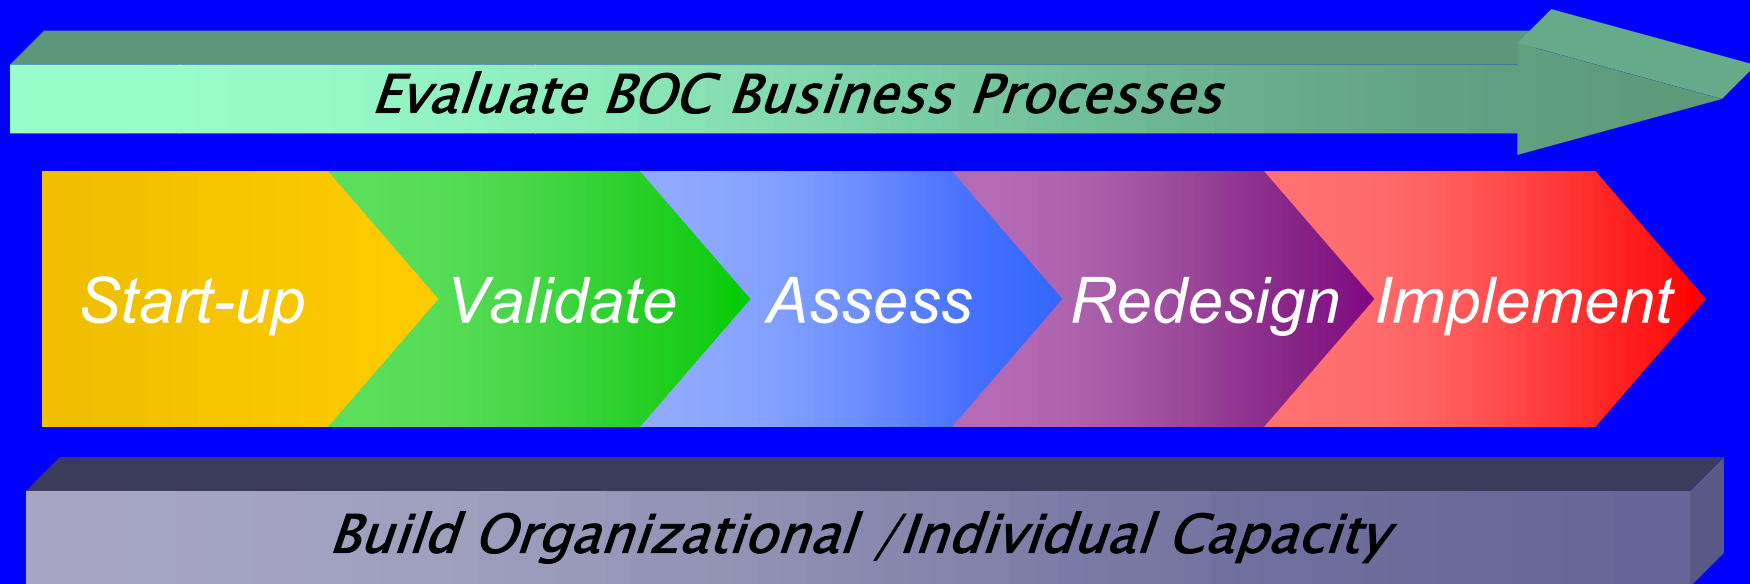 Evaluate BOC Business Processes
Start-up Validate Assess Redesign Implement
Build Organizational /Individual Capacity